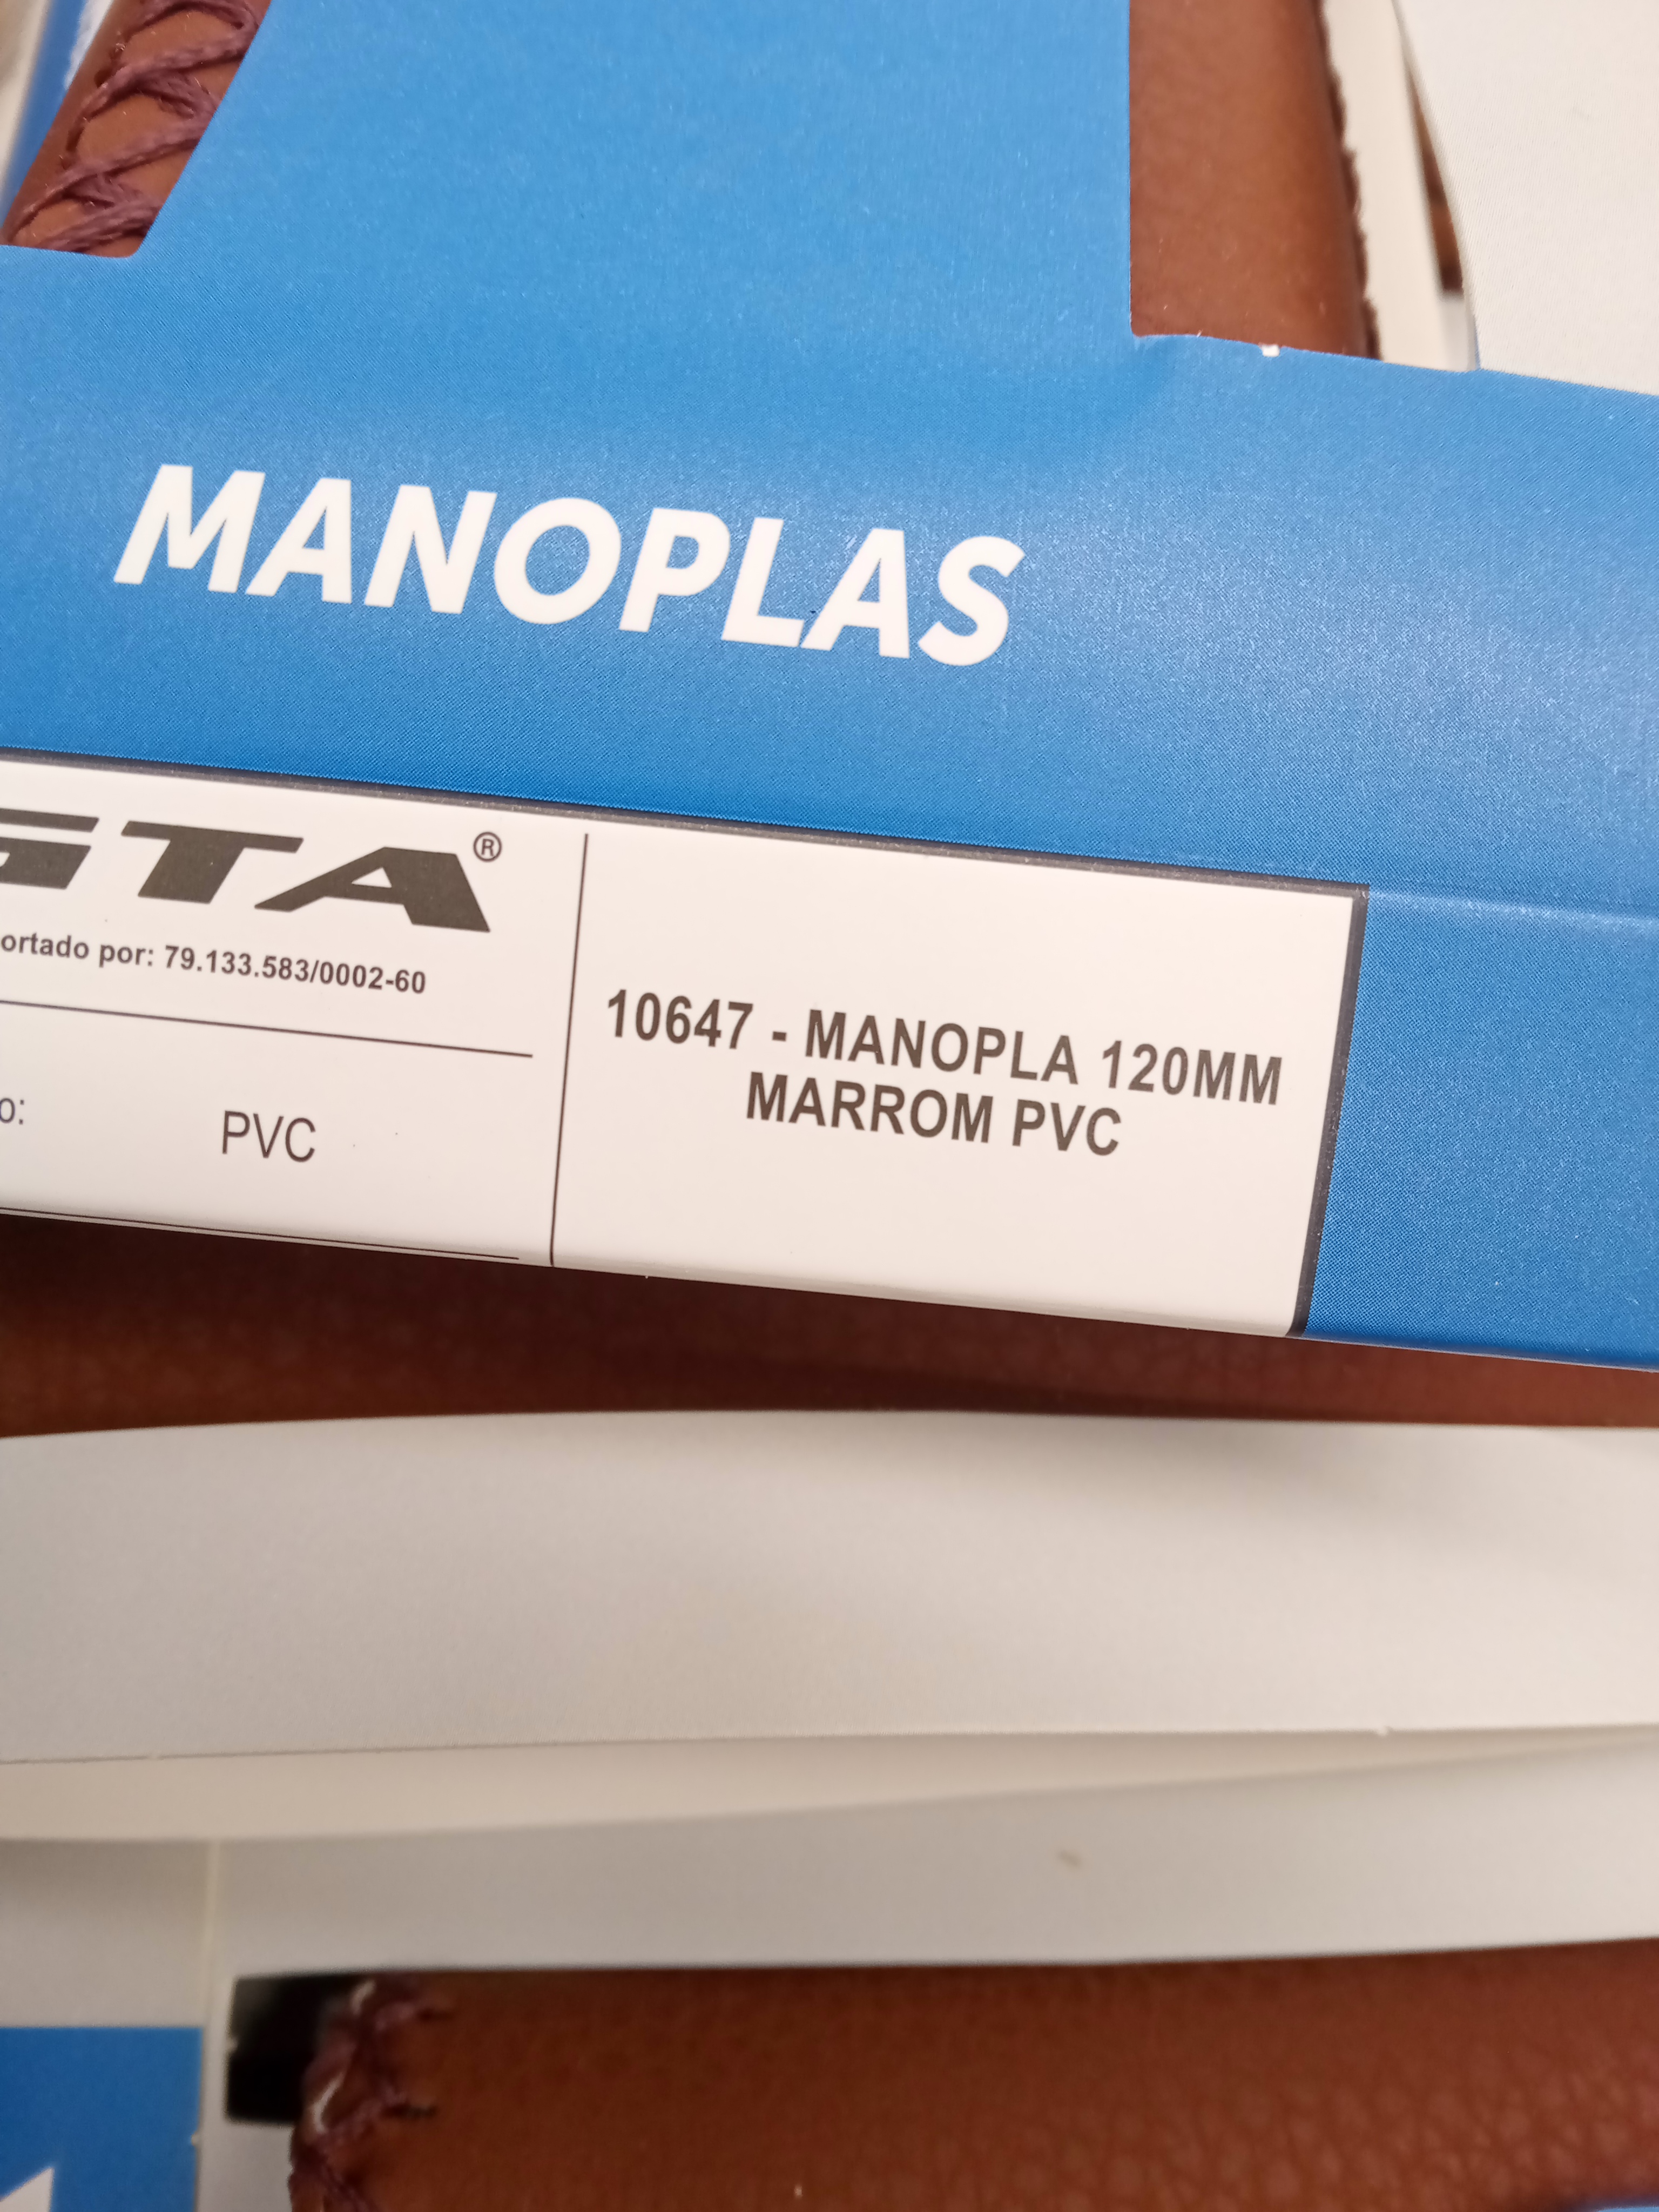 MANOPLAS
GTA®
ortado por: 79.133.583/0002-60
o: PVC
10647 - MANOPLA 120MM
MARROM PVC